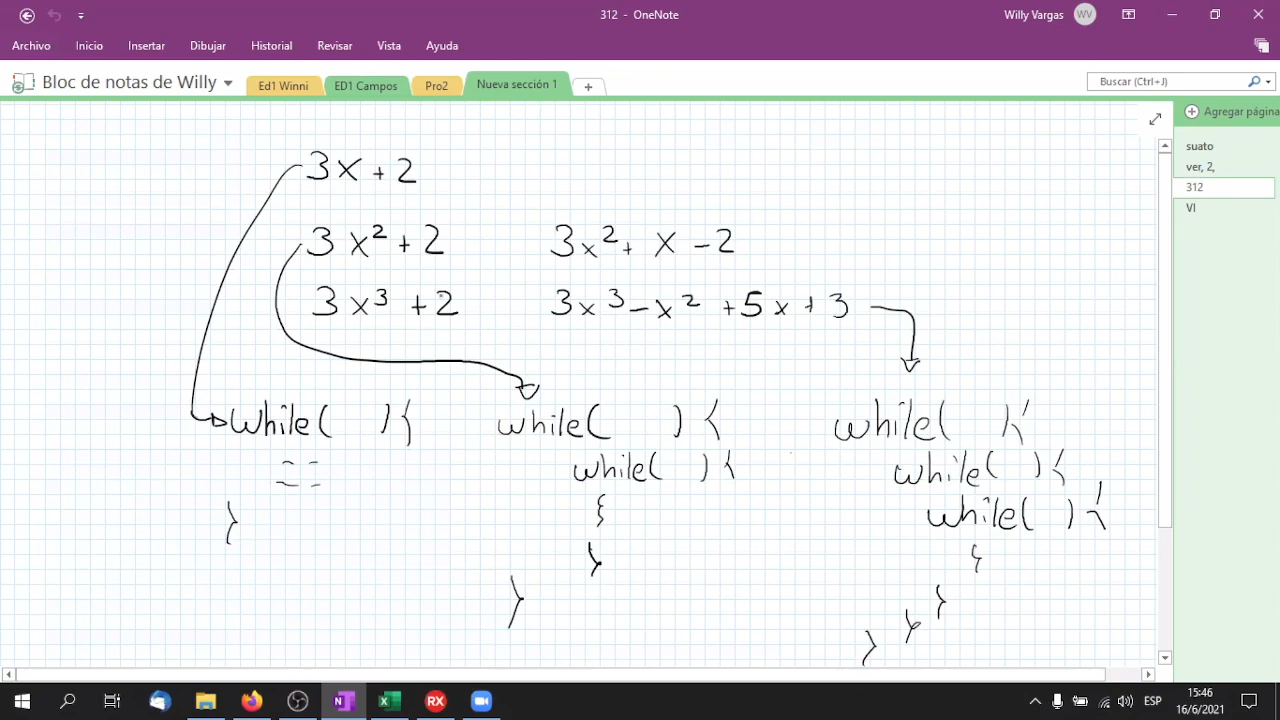 312 - OneNote
Willy Vargas WV
Archivo Inicio Insertar Dibujar Historial Revisar Vista Ayuda
Bloc de notas de Willy Ed1 Winni ED1 Campos Pro2 Nueva sección 1 + Buscar (Ctrl+J)
Agregar página
suato
ver, 2,
312
VI
3x + 2
3x² + 2 3x² + x - 2
3x³ + 2 3x³ - x² + 5x + 3
while( ){ while( ){ while( ){
while( ){ while( ){
while( ){
}
}
}
}
}
}
N X RX ESP 15:46
16/6/2021